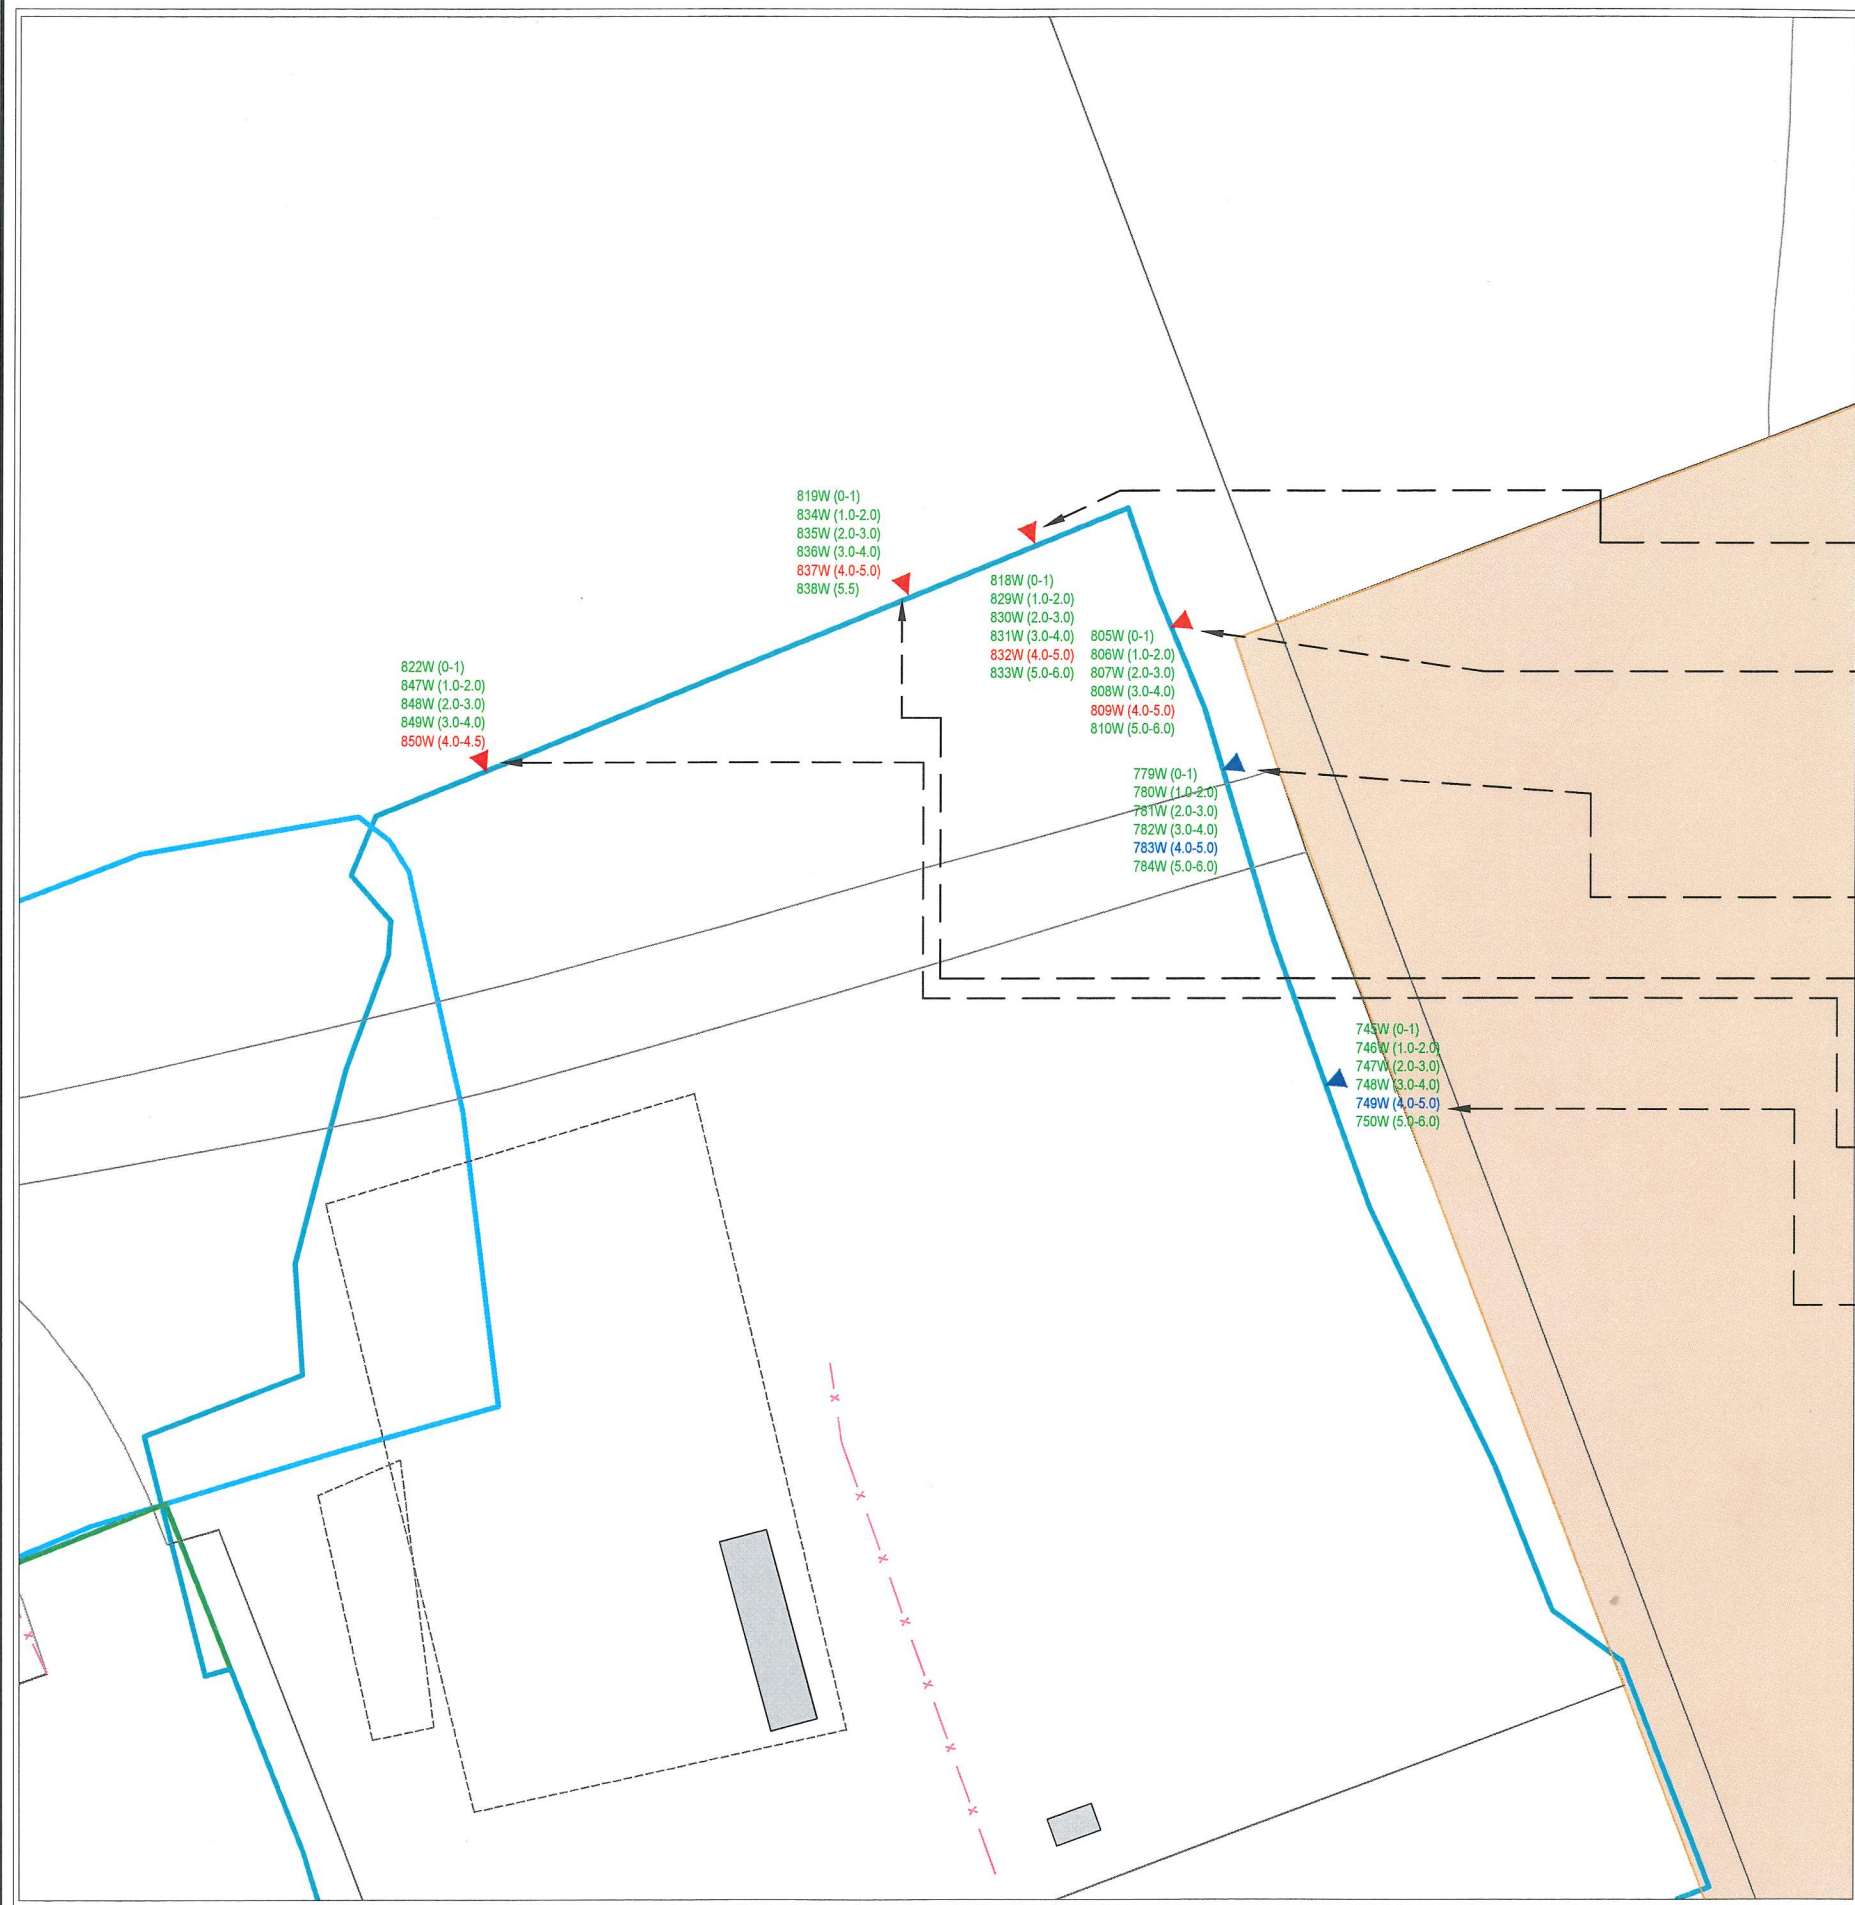 819W (0-1)
834W (1.0-2.0)
835W (2.0-3.0)
836W (3.0-4.0)
837W (4.0-5.0)
838W (5.5)
818W (0-1)
829W (1.0-2.0)
830W (2.0-3.0)
831W (3.0-4.0)
832W (4.0-5.0)
833W (5.0-6.0)
805W (0-1)
806W (1.0-2.0)
807W (2.0-3.0)
808W (3.0-4.0)
809W (4.0-5.0)
810W (5.0-6.0)
822W (0-1)
847W (1.0-2.0)
848W (2.0-3.0)
849W (3.0-4.0)
850W (4.0-4.5)
779W (0-1)
780W (1.0-2.0)
781W (2.0-3.0)
782W (3.0-4.0)
783W (4.0-5.0)
784W (5.0-6.0)
745W (0-1)
746W (1.0-2.0)
747W (2.0-3.0)
748W (3.0-4.0)
749W (4.0-5.0)
750W (5.0-6.0)